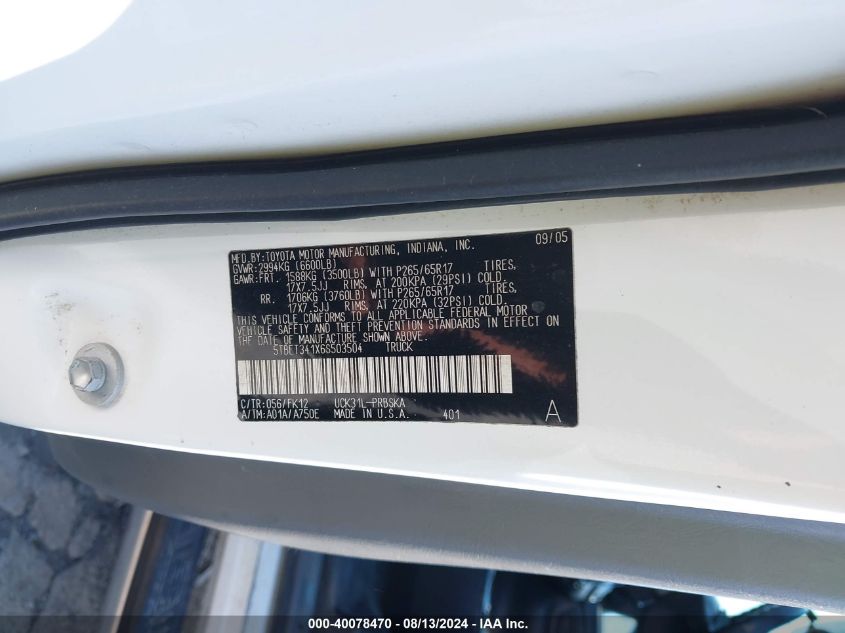 MFD.BY:TOYOTA MOTOR MANUFACTURING, INDIANA, INC. 09/05
GVWR:2994KG (6600LB)
GAWR:FRT. 1588KG (3500LB) WITH P265/65R17 TIRES,
17X7.5JJ RIMS, AT 200KPA (29PSI) COLD
RR. 1706KG (3760LB) WITH P265/65R17 TIRES,
17X7.5JJ RIMS, AT 220KPA (32PSI) COLD.
THIS VEHICLE CONFORMS TO ALL APPLICABLE FEDERAL MOTOR
VEHICLE SAFETY AND THEFT PREVENTION STANDARDS IN EFFECT ON
THE DATE OF MANUFACTURE SHOWN ABOVE.
5TBET341X6S503504 TRUCK
C/TR:056/FK12 UCK31L-PRBSKA
A/TM:A01A/A750E MADE IN U.S.A. 401 A
000-40078470 - 08/13/2024 - IAA Inc.